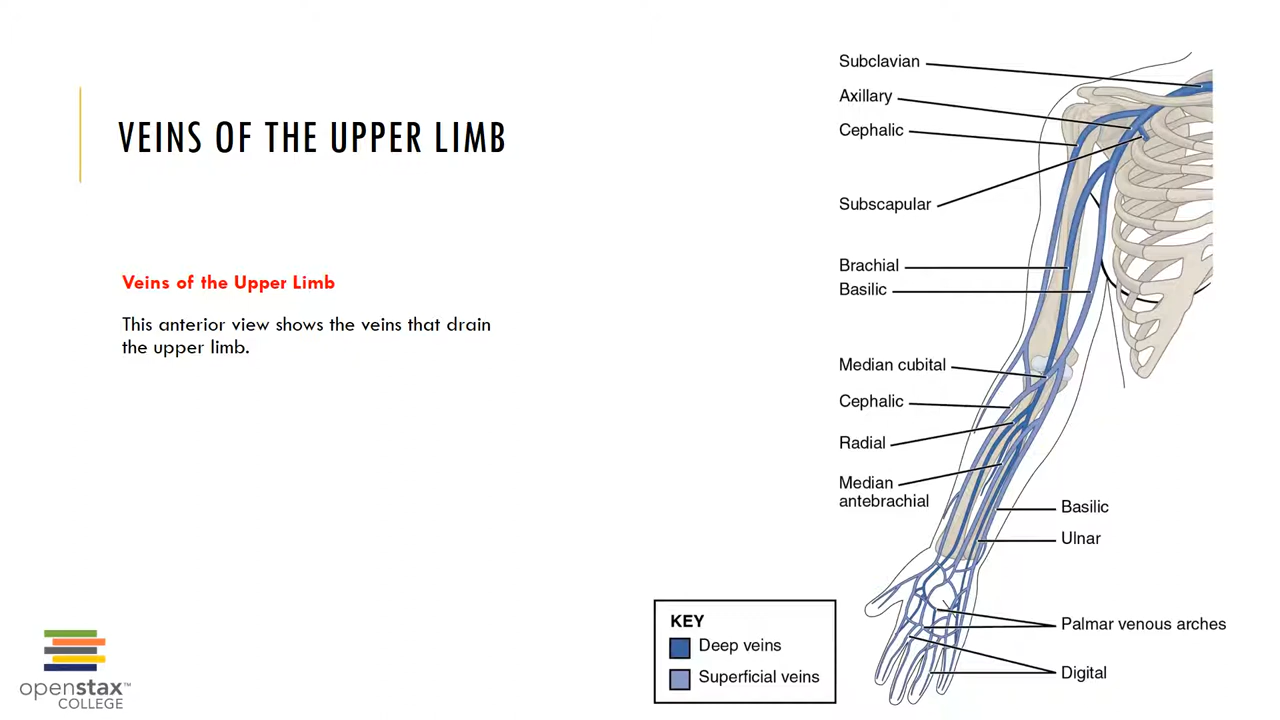 VEINS OF THE UPPER LIMB
Veins of the Upper Limb
This anterior view shows the veins that drain
the upper limb.
Subclavian
Axillary
Cephalic
Subscapular
Brachial
Basilic
Median cubital
Cephalic
Radial
Median
antebrachial
Basilic
Ulnar
Palmar venous arches
Digital
KEY
Deep veins
Superficial veins
openstax™
COLLEGE